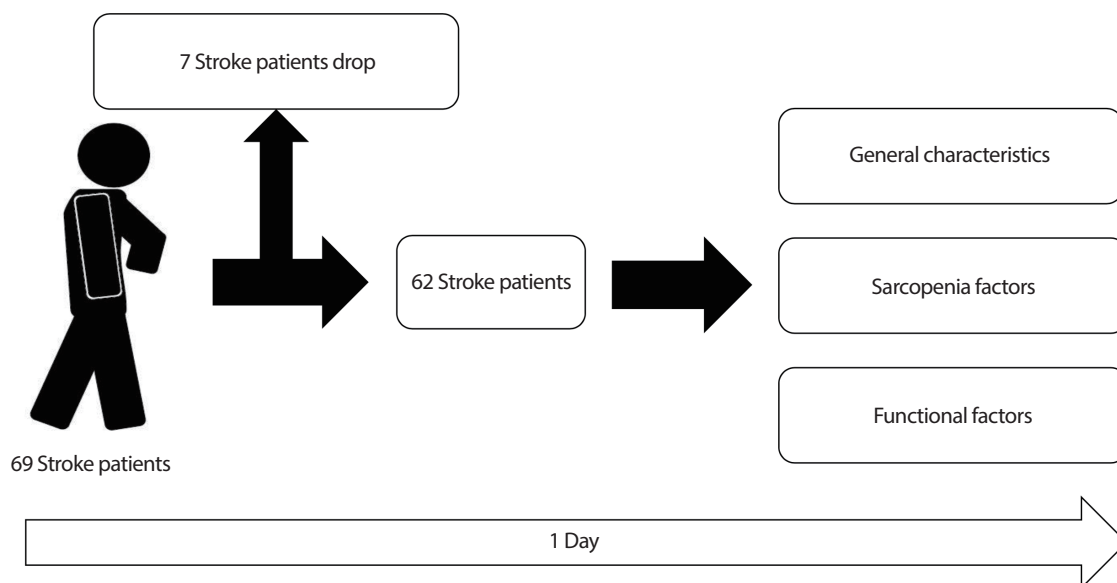 7 Stroke patients drop
General characteristics
62 Stroke patients
Sarcopenia factors
Functional factors
69 Stroke patients
1 Day